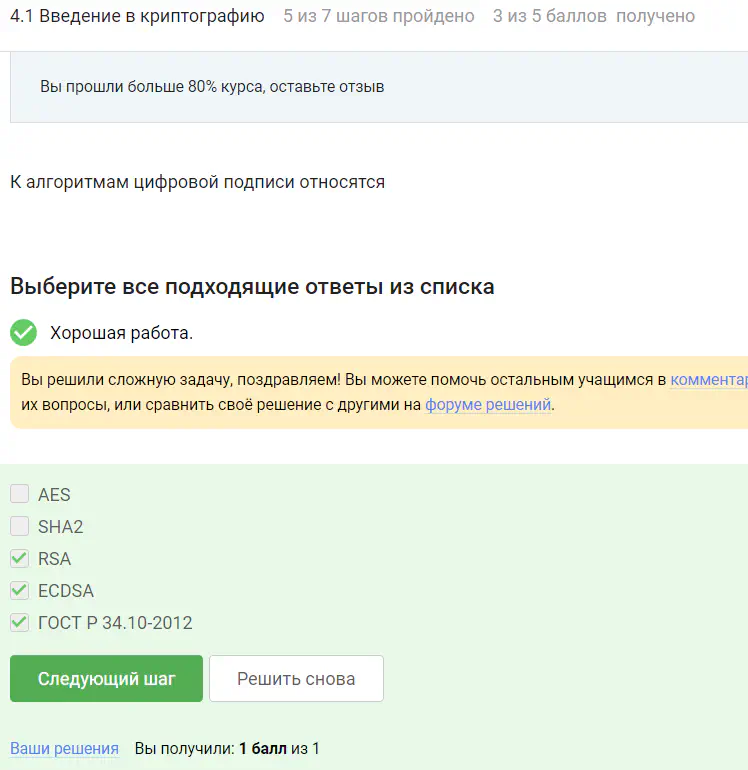 4.1 Введение в криптографию 5 из 7 шагов пройдено 3 из 5 баллов получено
Вы прошли больше 80% курса, оставьте отзыв
К алгоритмам цифровой подписи относятся
Выберите все подходящие ответы из списка
Хорошая работа.
Вы решили сложную задачу, поздравляем! Вы можете помочь остальным учащимся в комментар
их вопросы, или сравнить своё решение с другими на форуме решений.
AES
SHA2
RSA
ECDSA
ГОСТ Р 34.10-2012
Следующий шаг Решить снова
Ваши решения Вы получили: 1 балл из 1